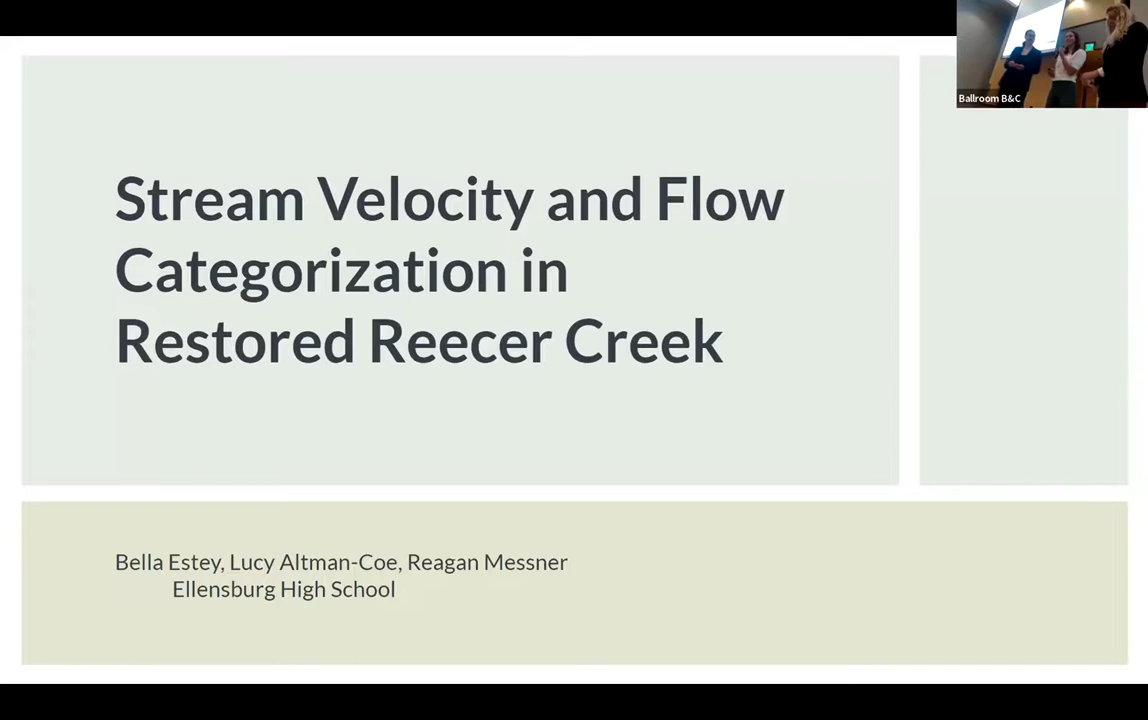 Ballroom B&C
Stream Velocity and Flow
Categorization in
Restored Reecer Creek
Bella Estey, Lucy Altman-Coe, Reagan Messner
Ellensburg High School